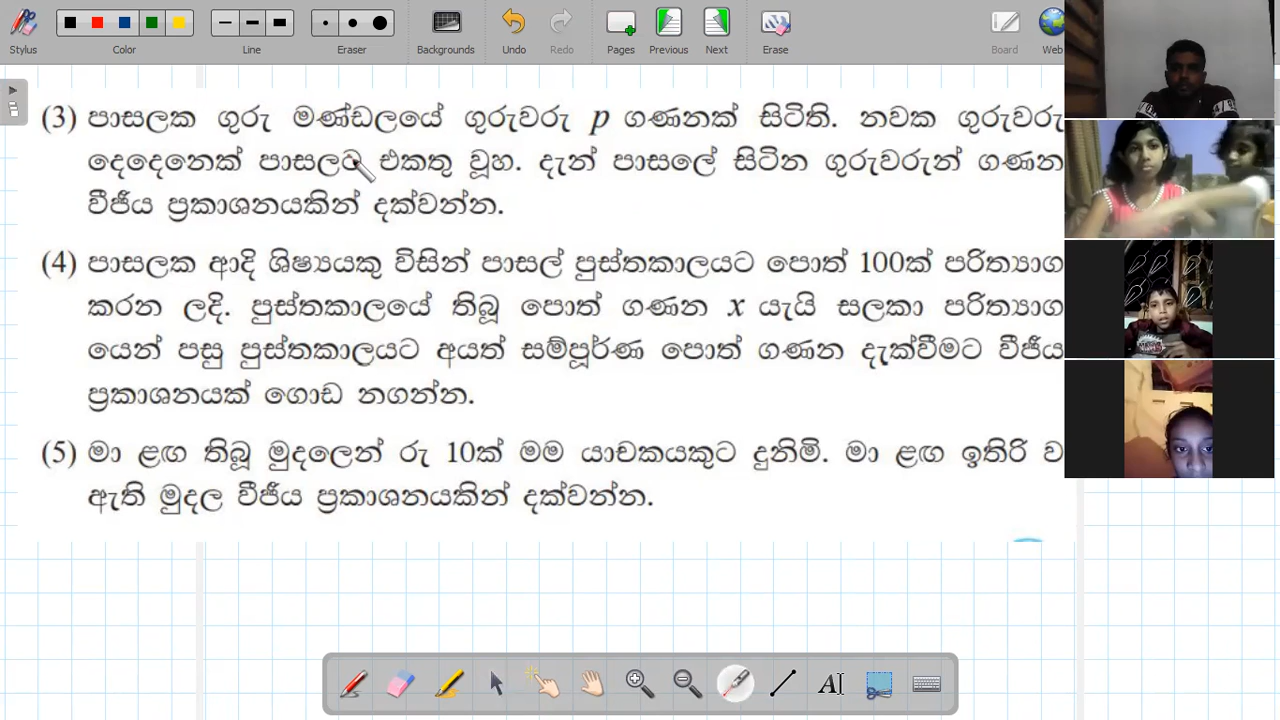 Stylus Color Line Eraser Backgrounds Undo Redo Pages Previous Next Erase Board Web
(3) පාසලක ගුරු මණ්ඩලයේ ගුරුවරු p ගණනක් සිටිති. නවක ගුරුවරු
දෙදෙනෙක් පාසලට එකතු වූහ. දැන් පාසලේ සිටින ගුරුවරුන් ගණන
වීජීය ප්‍රකාශනයකින් දක්වන්න.
(4) පාසලක ආදි ශිෂ්‍යයකු විසින් පාසල් පුස්තකාලයට පොත් 100ක් පරිත්‍යාග
කරන ලදි. පුස්තකාලයේ තිබූ පොත් ගණන x යැයි සලකා පරිත්‍යාග
යෙන් පසු පුස්තකාලයට අයත් සම්පූර්ණ පොත් ගණන දැක්වීමට වීජීය
ප්‍රකාශනයක් ගොඩ නගන්න.
(5) මා ළඟ තිබූ මුදලෙන් රු 10ක් මම යාචකයකුට දුනිමි. මා ළඟ ඉතිරි ව
ඇති මුදල වීජීය ප්‍රකාශනයකින් දක්වන්න.